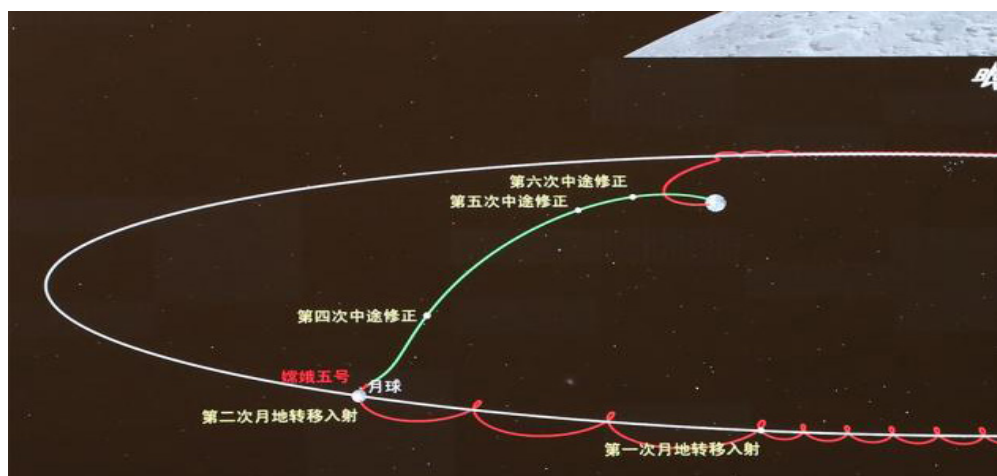 第六次中途修正
第五次中途修正
第四次中途修正
嫦娥五号
月球
第二次月地转移入射
第一次月地转移入射